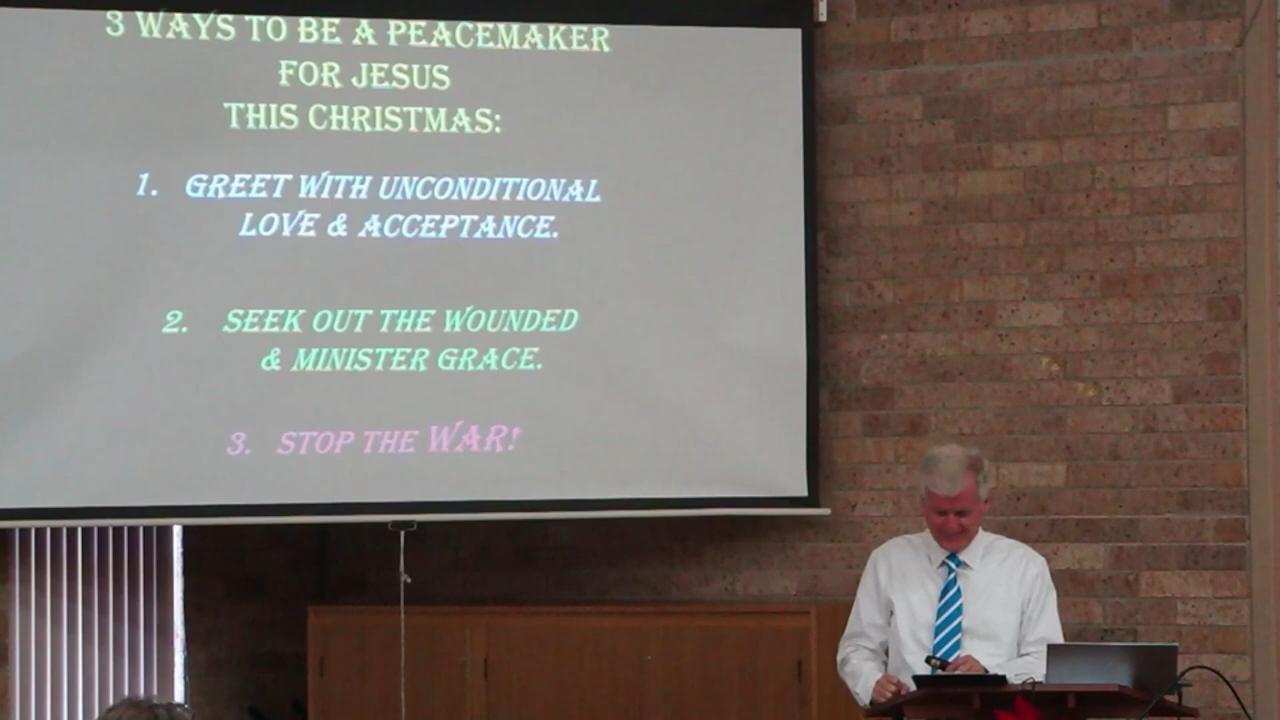 3 WAYS TO BE A PEACEMAKER
FOR JESUS
THIS CHRISTMAS:
1. GREET WITH UNCONDITIONAL
LOVE & ACCEPTANCE.
2. SEEK OUT THE WOUNDED
& MINISTER GRACE.
3. STOP THE WAR!